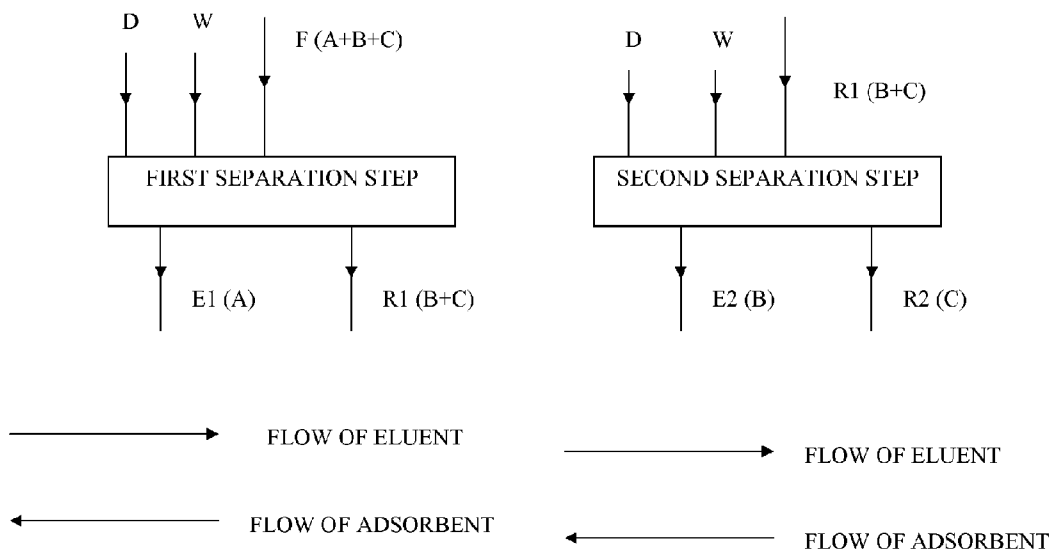 D W F (A+B+C)
FIRST SEPARATION STEP
E1 (A) R1 (B+C)
FLOW OF ELUENT
FLOW OF ADSORBENT
D W R1 (B+C)
SECOND SEPARATION STEP
E2 (B) R2 (C)
FLOW OF ELUENT
FLOW OF ADSORBENT